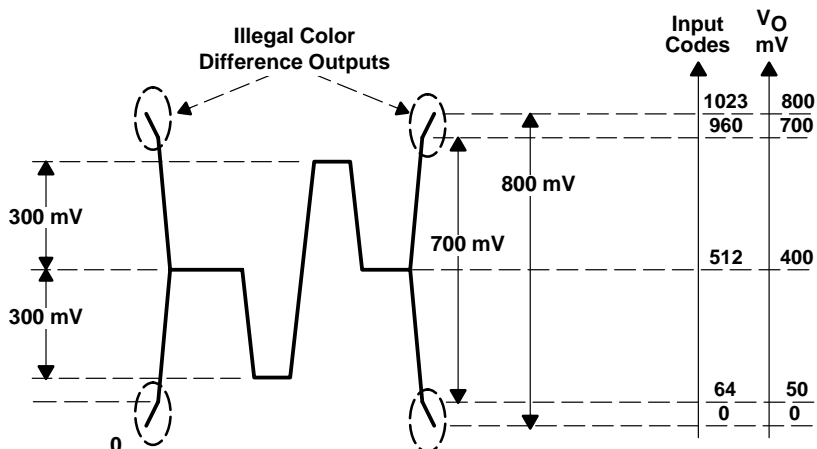 Illegal Color
Difference Outputs
Input
Codes
VO
mV
1023
800
960
700
800 mV
300 mV
700 mV
512
400
300 mV
64
50
0
0
0